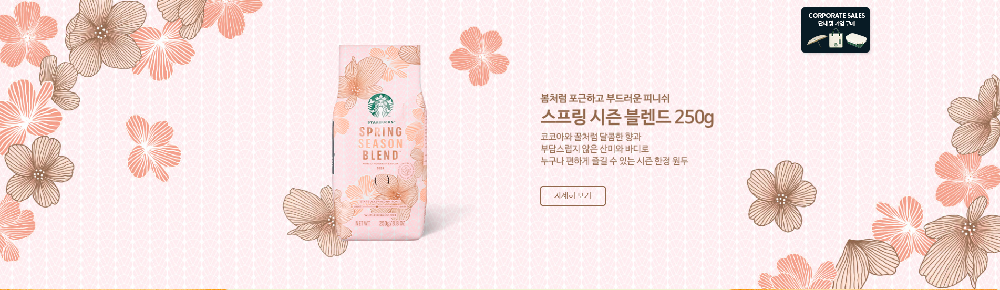 CORPORATE SALES
단체 및 기업 구매
STARBUCKS
SPRING
SEASON
BLEND
2024
STARBUCKS® MEDIUM ROAST
WHOLE BEAN COFFEE
NET WT 250g/8.8 OZ
봄처럼 포근하고 부드러운 피니쉬
스프링 시즌 블렌드 250g
코코아와 꿀처럼 달콤한 향과
부담스럽지 않은 산미와 바디로
누구나 편하게 즐길 수 있는 시즌 한정 원두
자세히 보기